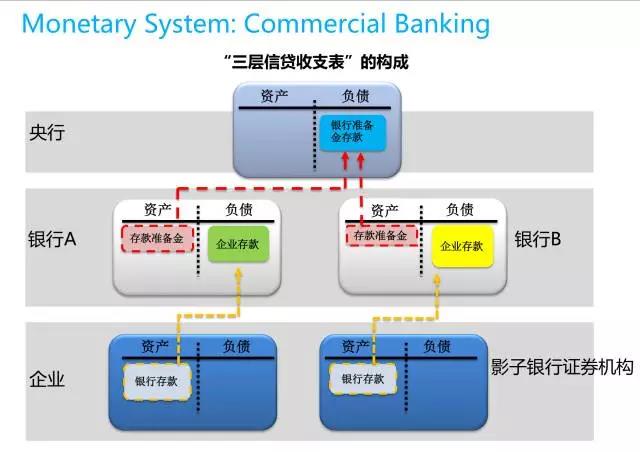 Monetary System: Commercial Banking
“三层信贷收支表”的构成
资产 负债
央行
银行准备
金存款
资产 负债
资产 负债
银行A
存款准备金
企业存款
存款准备金
企业存款
银行B
资产 负债
资产 负债
企业
银行存款
银行存款
影子银行证券机构